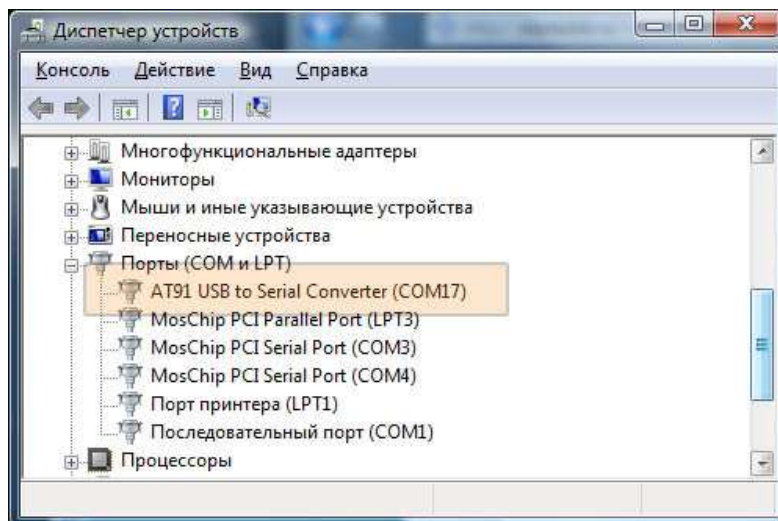 Диспетчер устройств
Консоль Действие Вид Справка
Многофункциональные адаптеры
Мониторы
Мыши и иные указывающие устройства
Переносные устройства
Порты (COM и LPT)
AT91 USB to Serial Converter (COM17)
MosChip PCI Parallel Port (LPT3)
MosChip PCI Serial Port (COM3)
MosChip PCI Serial Port (COM4)
Порт принтера (LPT1)
Последовательный порт (COM1)
Процессоры